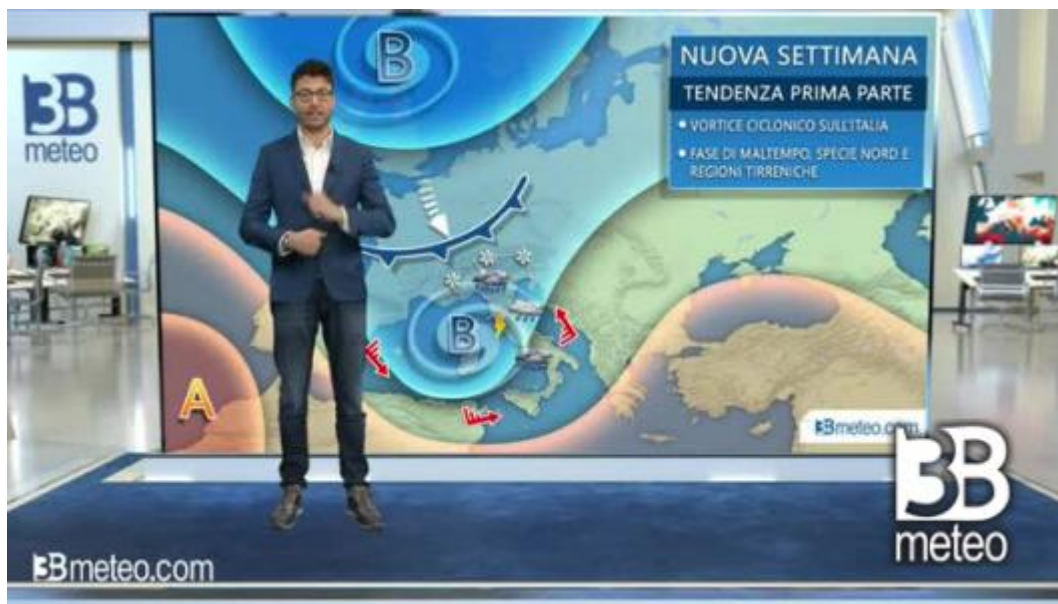 3B
meteo
B
NUOVA SETTIMANA
TENDENZA PRIMA PARTE
VORTICE CICLONICO SULL'ITALIA
FASE DI MALTEMPO, SPECIE NORD E
REGIONI TIRRENICHE
B
A
3Bmeteo.com
3B
meteo
3Bmeteo.com